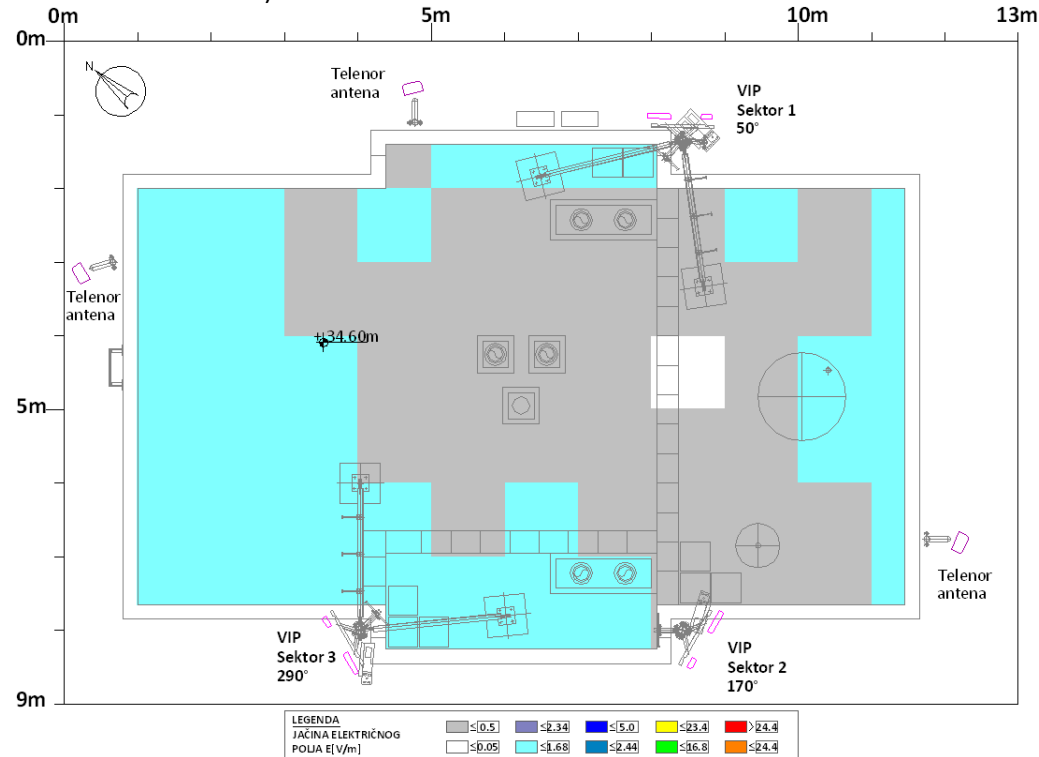 0m
5m
10m
13m
0m
N
Telenor
antena
VIP
Sektor 1
50°
Telenor
antena
+34.60m
5m
Telenor
antena
VIP
Sektor 3
290°
VIP
Sektor 2
170°
9m
LEGENDA
JAČINA ELEKTRIČNOG
POLJA E[V/m]
≤0.5 ≤2.34 ≤5.0 ≤23.4 >24.4
≤0.05 ≤1.68 ≤2.44 ≤16.8 ≤24.4